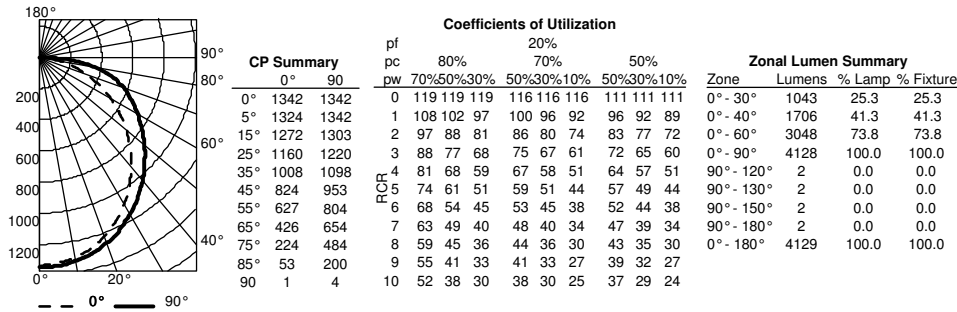 180°
90°
80°
60°
40°
200
400
600
800
1000
1200
0° 20°
0° 90°
CP Summary
0° 90
0° 1342 1342
5° 1324 1342
15° 1272 1303
25° 1160 1220
35° 1008 1098
45° 824 953
55° 627 804
65° 426 654
75° 224 484
85° 53 200
90 1 4
Coefficients of Utilization
pf 20%
pc 80% 70% 50%
pw 70%50%30% 50%30%10% 50%30%10%
RCR
0 119 119 119 116 116 116 111 111 111
1 108 102 97 100 96 92 96 92 89
2 97 88 81 86 80 74 83 77 72
3 88 77 68 75 67 61 72 65 60
4 81 68 59 67 58 51 64 57 51
5 74 61 51 59 51 44 57 49 44
6 68 54 45 53 45 38 52 44 38
7 63 49 40 48 40 34 47 39 34
8 59 45 36 44 36 30 43 35 30
9 55 41 33 41 33 27 39 32 27
10 52 38 30 38 30 25 37 29 24
Zonal Lumen Summary
Zone Lumens % Lamp % Fixture
0° - 30° 1043 25.3 25.3
0° - 40° 1706 41.3 41.3
0° - 60° 3048 73.8 73.8
0° - 90° 4128 100.0 100.0
90° - 120° 2 0.0 0.0
90° - 130° 2 0.0 0.0
90° - 150° 2 0.0 0.0
90° - 180° 2 0.0 0.0
0° - 180° 4129 100.0 100.0